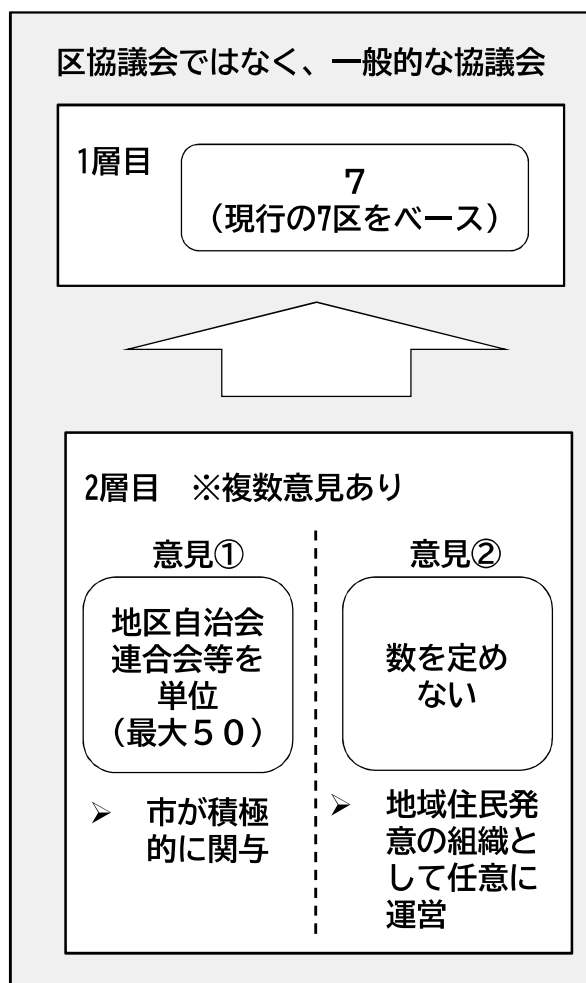 区協議会ではなく、一般的な協議会
1層目
7
（現行の7区をベース）
2層目　※複数意見あり
意見①
地区自治会
連合会等を
単位
（最大５０）
➢ 市が積極
的に関与
意見②
数を定め
ない
➢ 地域住民発
意の組織と
して任意に
運営